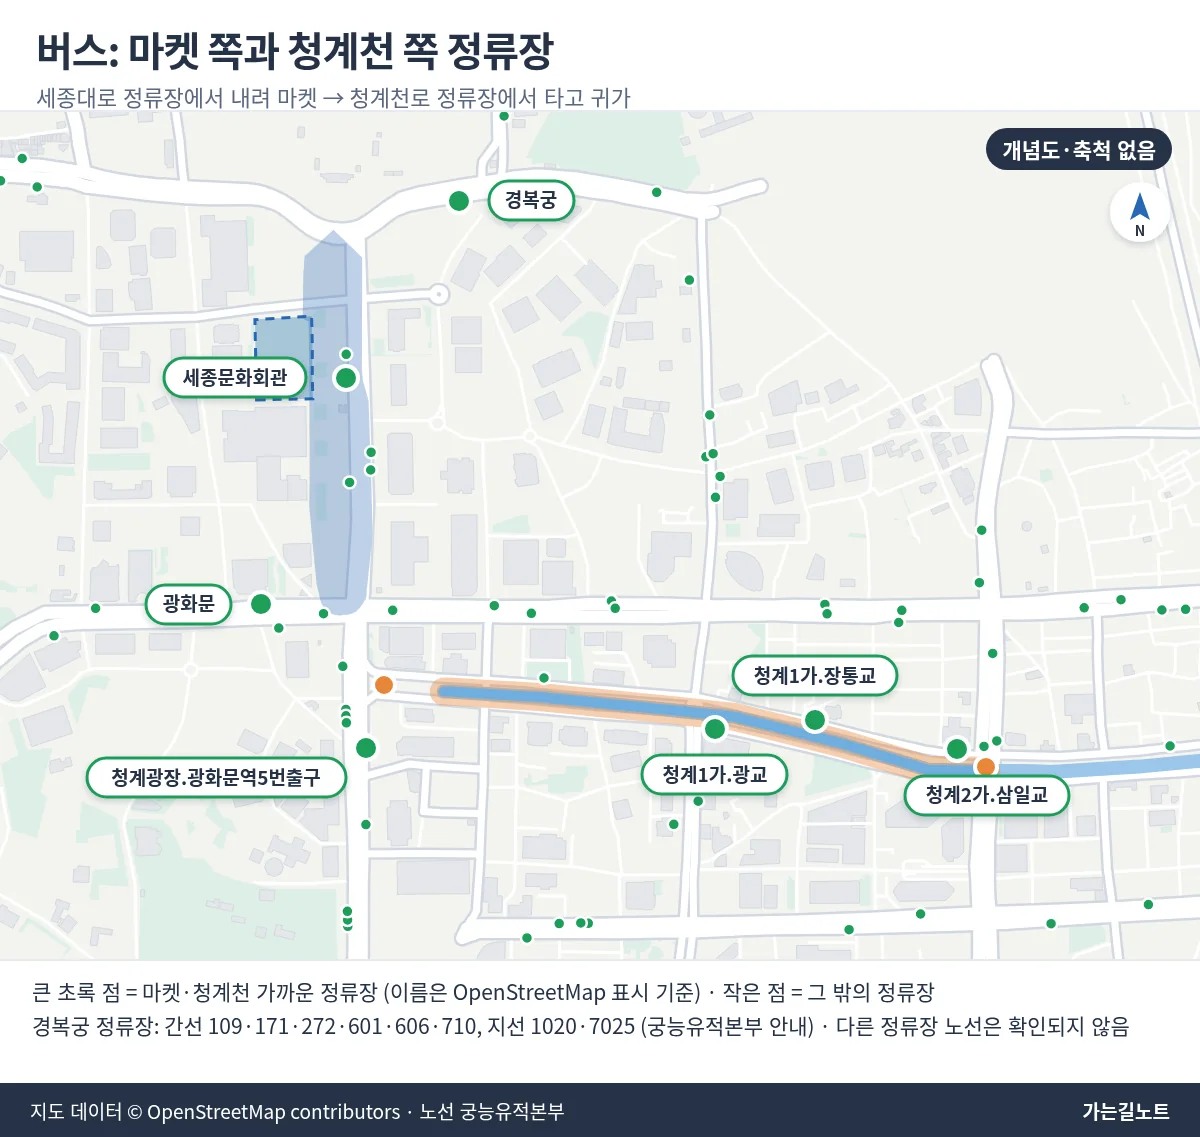 버스: 마켓 쪽과 청계천 쪽 정류장
세종대로 정류장에서 내려 마켓 → 청계천로 정류장에서 타고 귀가
개념도·축척 없음
N
경복궁
세종문화회관
광화문
청계1가.장통교
청계광장.광화문역5번출구
청계1가.광교
청계2가.삼일교
큰 초록 점 = 마켓·청계천 가까운 정류장 (이름은 OpenStreetMap 표시 기준) · 작은 점 = 그 밖의 정류장
경복궁 정류장: 간선 109·171·272·601·606·710, 지선 1020·7025 (궁능유적본부 안내) · 다른 정류장 노선은 확인되지 않음
지도 데이터 © OpenStreetMap contributors · 노선 궁능유적본부
가는길노트